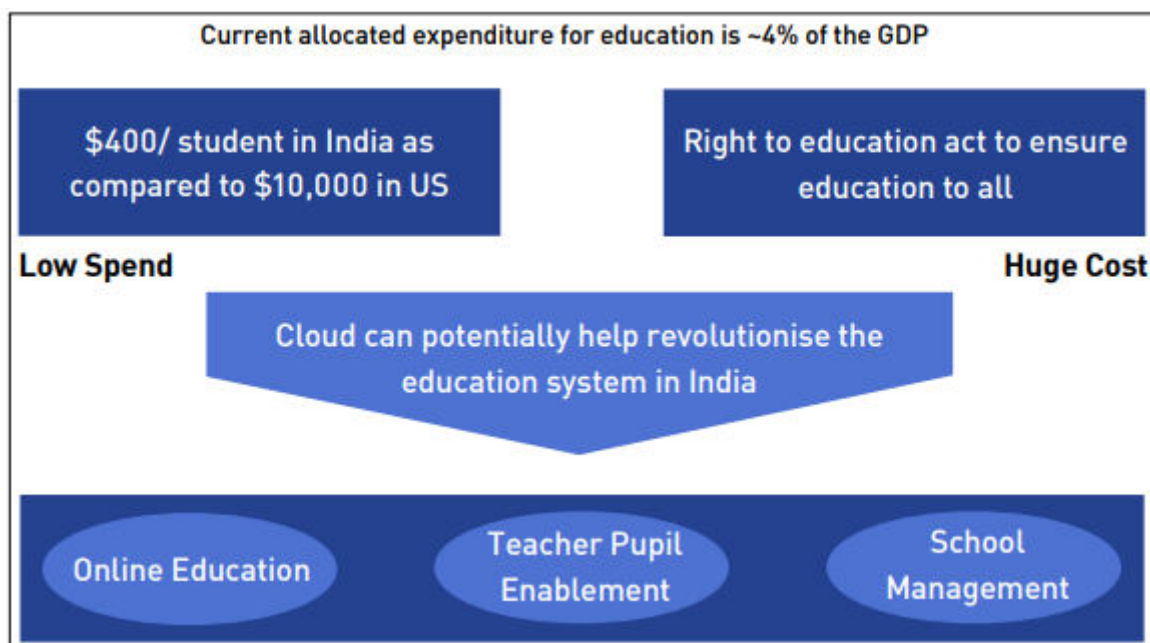 Current allocated expenditure for education is ~4% of the GDP
$400/ student in India as
compared to $10,000 in US
Right to education act to ensure
education to all
Low Spend
Huge Cost
Cloud can potentially help revolutionise the
education system in India
Online Education
Teacher Pupil
Enablement
School
Management